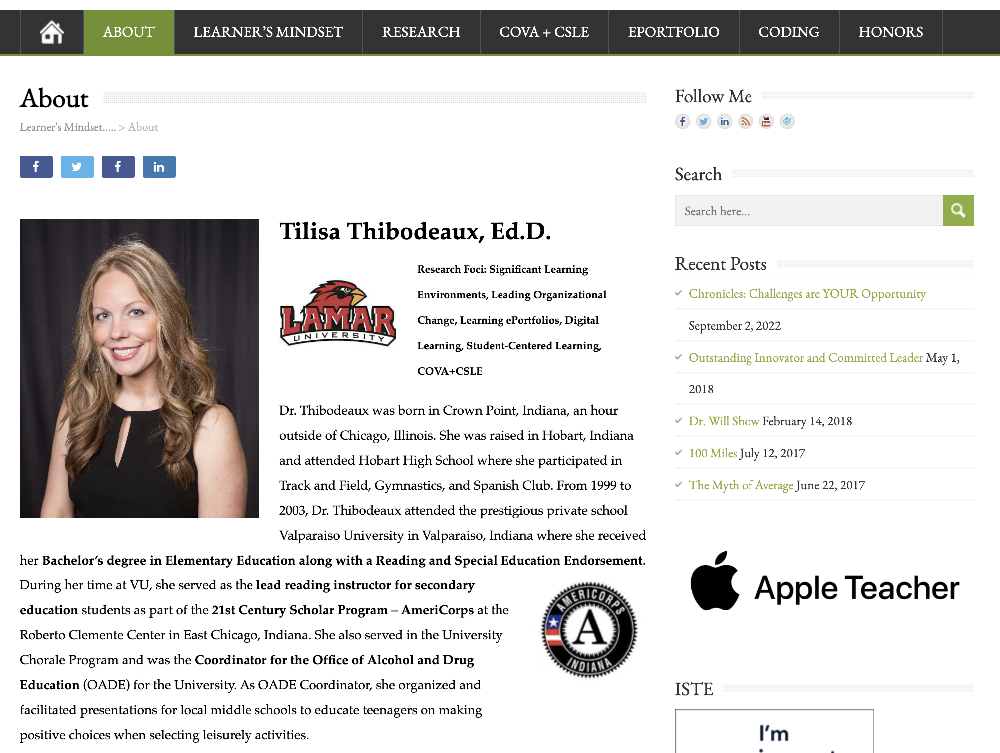 ABOUT
LEARNER'S MINDSET
RESEARCH
COVA + CSLE
EPORTFOLIO
CODING
HONORS
About
Learner's Mindset..... > About
Tilisa Thibodeaux, Ed.D.
LAMAR
UNIVERSITY
Research Foci: Significant Learning
Environments, Leading Organizational
Change, Learning ePortfolios, Digital
Learning, Student-Centered Learning,
COVA+CSLE
Dr. Thibodeaux was born in Crown Point, Indiana, an hour
outside of Chicago, Illinois. She was raised in Hobart, Indiana
and attended Hobart High School where she participated in
Track and Field, Gymnastics, and Spanish Club. From 1999 to
2003, Dr. Thibodeaux attended the prestigious private school
Valparaiso University in Valparaiso, Indiana where she received
her Bachelor’s degree in Elementary Education along with a Reading and Special Education Endorsement.
During her time at VU, she served as the lead reading instructor for secondary
education students as part of the 21st Century Scholar Program – AmeriCorps at the
Roberto Clemente Center in East Chicago, Indiana. She also served in the University
Chorale Program and was the Coordinator for the Office of Alcohol and Drug
Education (OADE) for the University. As OADE Coordinator, she organized and
facilitated presentations for local middle schools to educate teenagers on making
positive choices when selecting leisurely activities.
AMERICORPS
A
INDIANA
Follow Me
You
Tube
Search
Search here...
Recent Posts
Chronicles: Challenges are YOUR Opportunity
September 2, 2022
Outstanding Innovator and Committed Leader May 1,
2018
Dr. Will Show February 14, 2018
100 Miles July 12, 2017
The Myth of Average June 22, 2017
Apple Teacher
ISTE
I'm